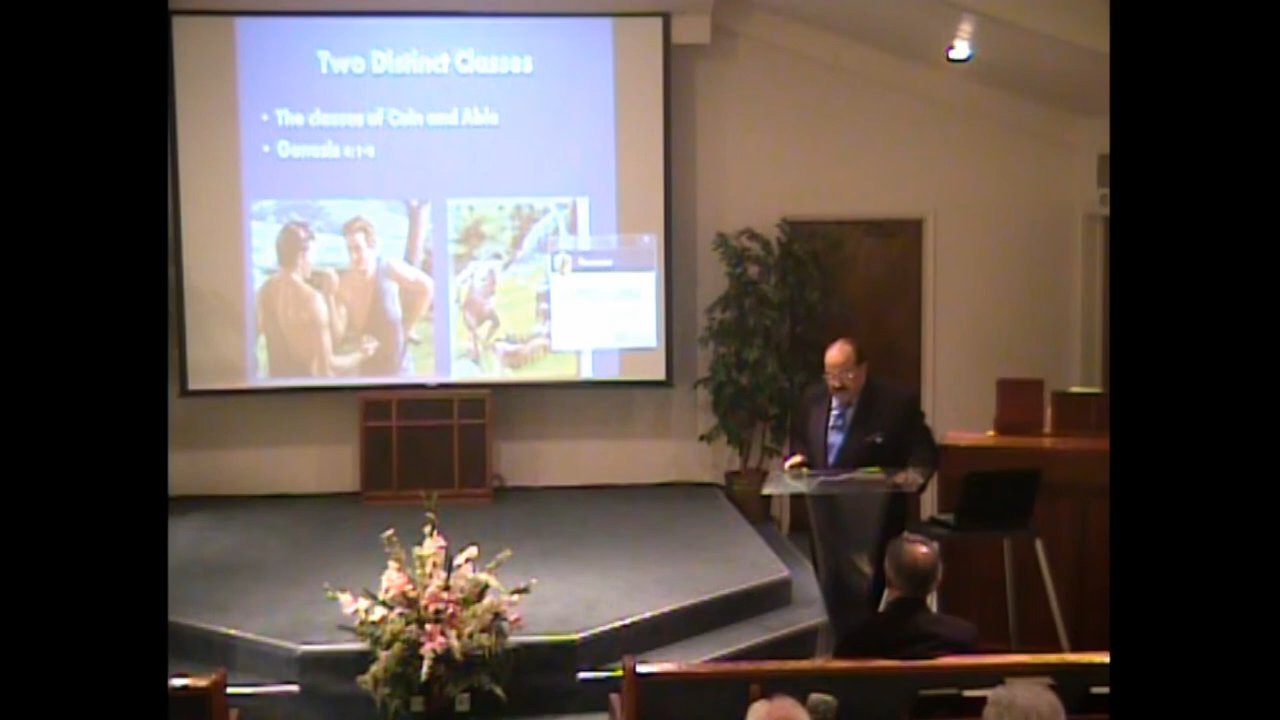 Two Distinct Classes
• The classes of Cain and Able
• Genesis